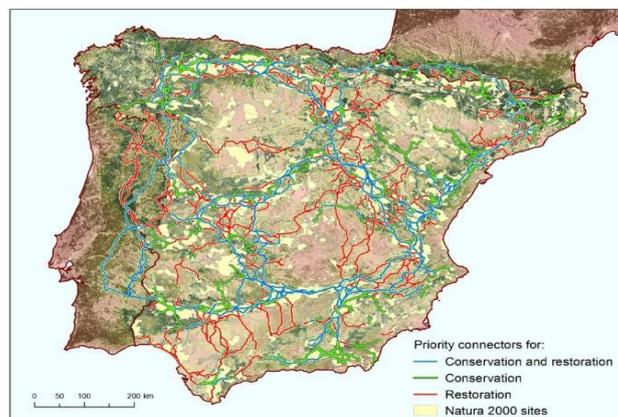 Priority connectors for:
Conservation and restoration
Conservation
Restoration
Natura 2000 sites
0 50 100 200 km